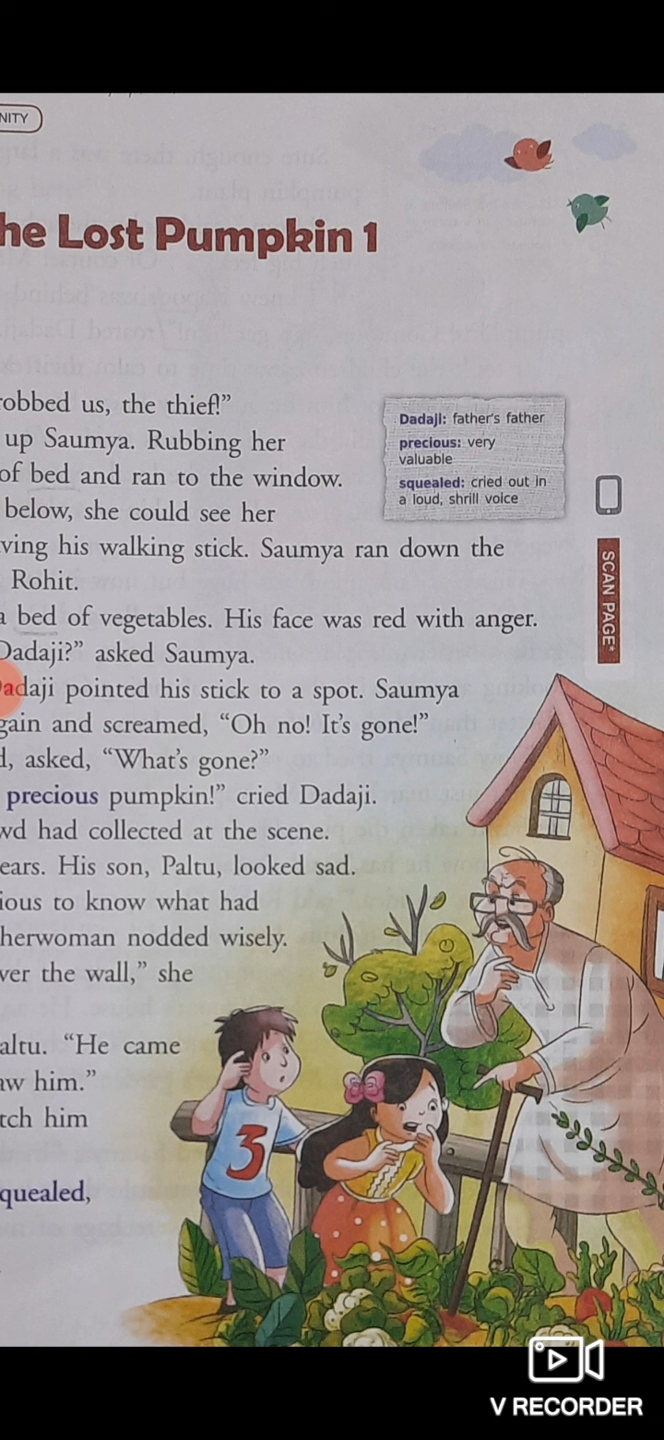 NITY
he Lost Pumpkin 1
robbed us, the thief!”
up Saumya. Rubbing her
of bed and ran to the window.
below, she could see her
ving his walking stick. Saumya ran down the
Rohit.
a bed of vegetables. His face was red with anger.
Dadaji?” asked Saumya.
adaji pointed his stick to a spot. Saumya
gain and screamed, “Oh no! It’s gone!”
d, asked, “What’s gone?”
precious pumpkin!” cried Dadaji.
wd had collected at the scene.
ears. His son, Paltu, looked sad.
ious to know what had
herwoman nodded wisely.
ver the wall,” she
altu. “He came
aw him.”
tch him
quealed,
Dadaji: father's father
precious: very
valuable
squealed: cried out in
a loud, shrill voice
SCAN PAGE*
3
V RECORDER